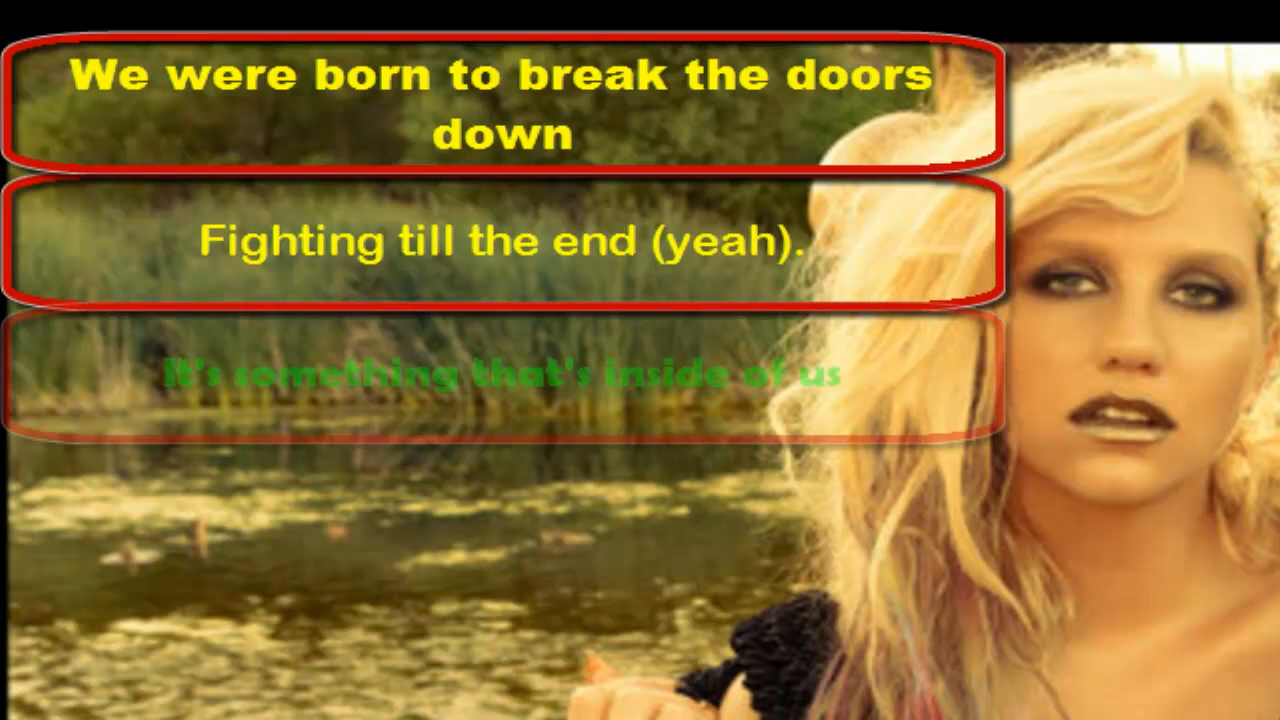 We were born to break the doors
down
Fighting till the end (yeah).
It's something that's inside of us